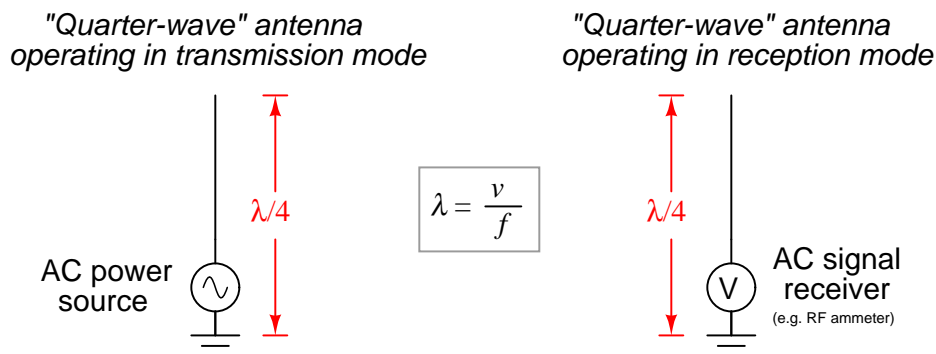 "Quarter-wave" antenna
operating in transmission mode
"Quarter-wave" antenna
operating in reception mode
λ/4
λ = v/f
λ/4
AC power
source
V
AC signal
receiver
(e.g. RF ammeter)